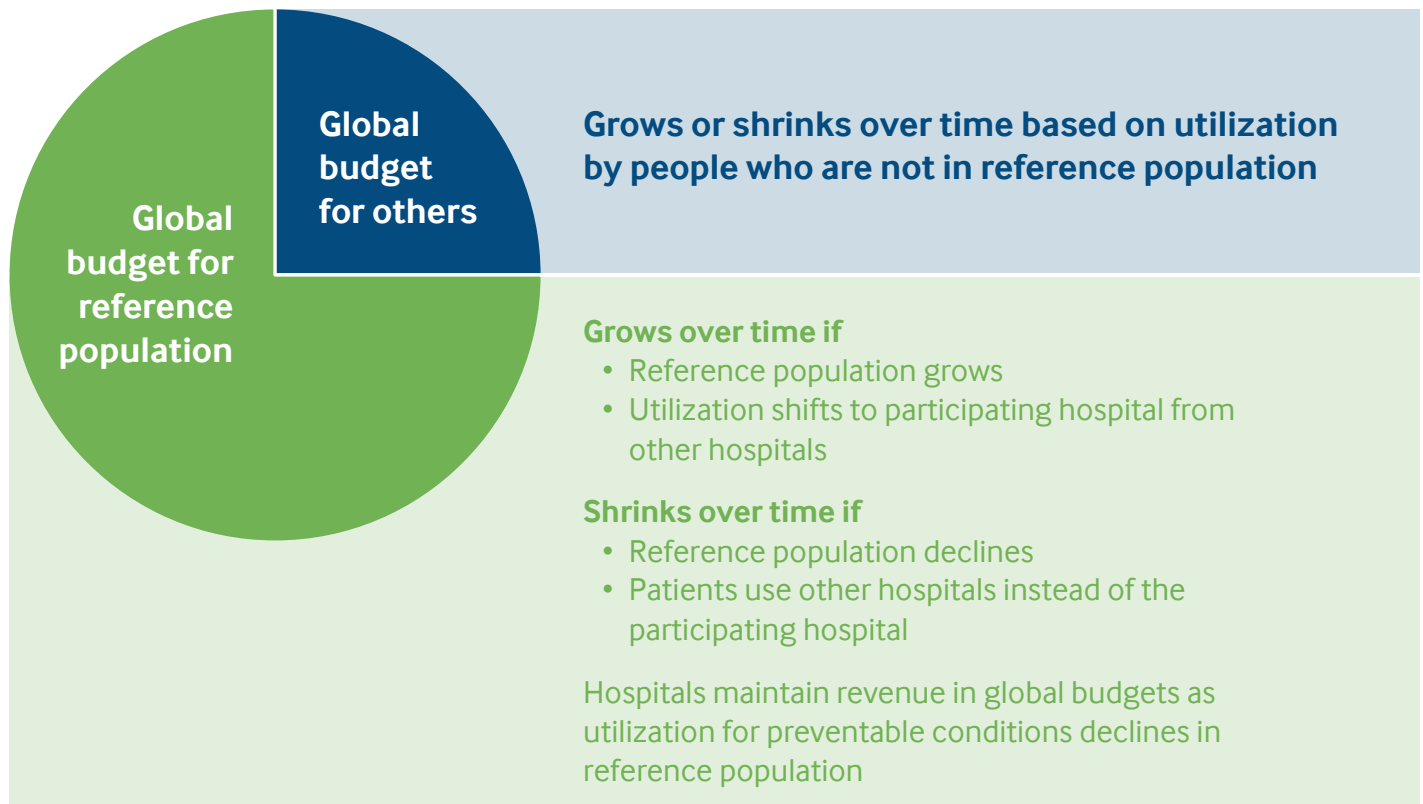 Global
budget
for others
Grows or shrinks over time based on utilization
by people who are not in reference population
Global
budget for
reference
population
Grows over time if
• Reference population grows
• Utilization shifts to participating hospital from
other hospitals
Shrinks over time if
• Reference population declines
• Patients use other hospitals instead of the
participating hospital
Hospitals maintain revenue in global budgets as
utilization for preventable conditions declines in
reference population